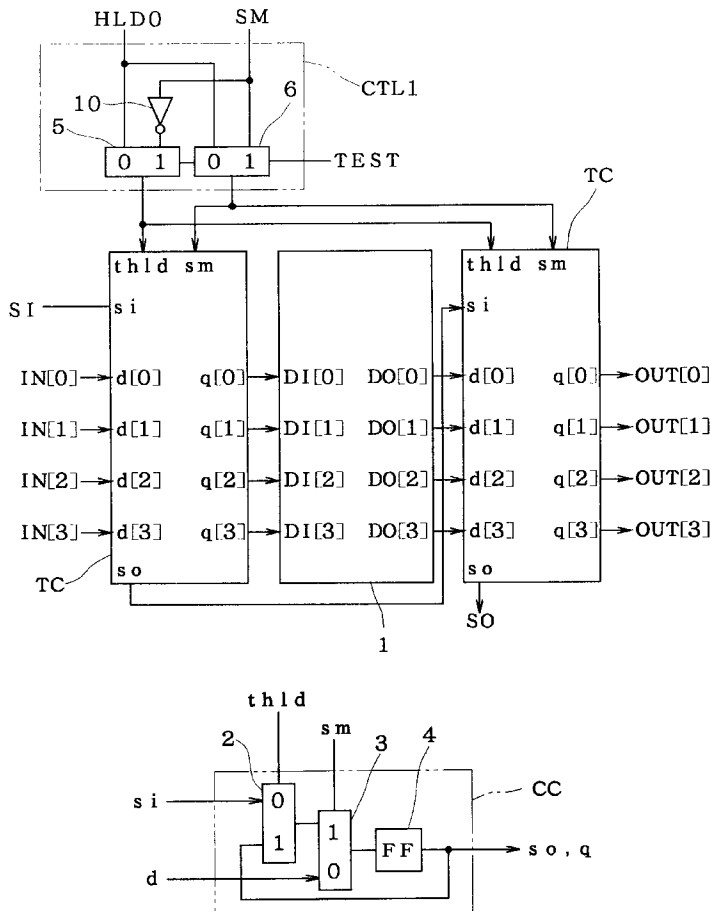 HLD0 SM
CTL1
10
5 6
0 1 0 1
TEST
TC
thld sm
thld sm
SI si
si
IN[0] d[0] q[0] DI[0] DO[0] d[0] q[0] OUT[0]
IN[1] d[1] q[1] DI[1] DO[1] d[1] q[1] OUT[1]
IN[2] d[2] q[2] DI[2] DO[2] d[2] q[2] OUT[2]
IN[3] d[3] q[3] DI[3] DO[3] d[3] q[3] OUT[3]
so
so
TC
SO
1
thld
sm
2 3 4
si 0
CC
1 1
FF
so,q
d 0